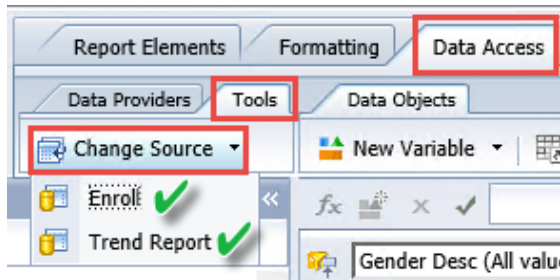 Report Elements Formatting Data Access
Data Providers Tools Data Objects
Change Source New Variable
Enroll
Trend Report
Gender Desc (All valu